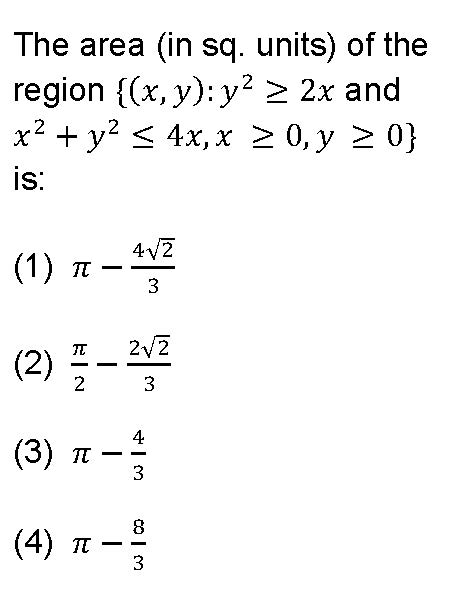 The area (in sq. units) of the
region {(x, y): y² ≥ 2x and
x² + y² ≤ 4x, x ≥ 0, y ≥ 0}
is:
(1) π − 4√2/3
(2) π/2 − 2√2/3
(3) π − 4/3
(4) π − 8/3